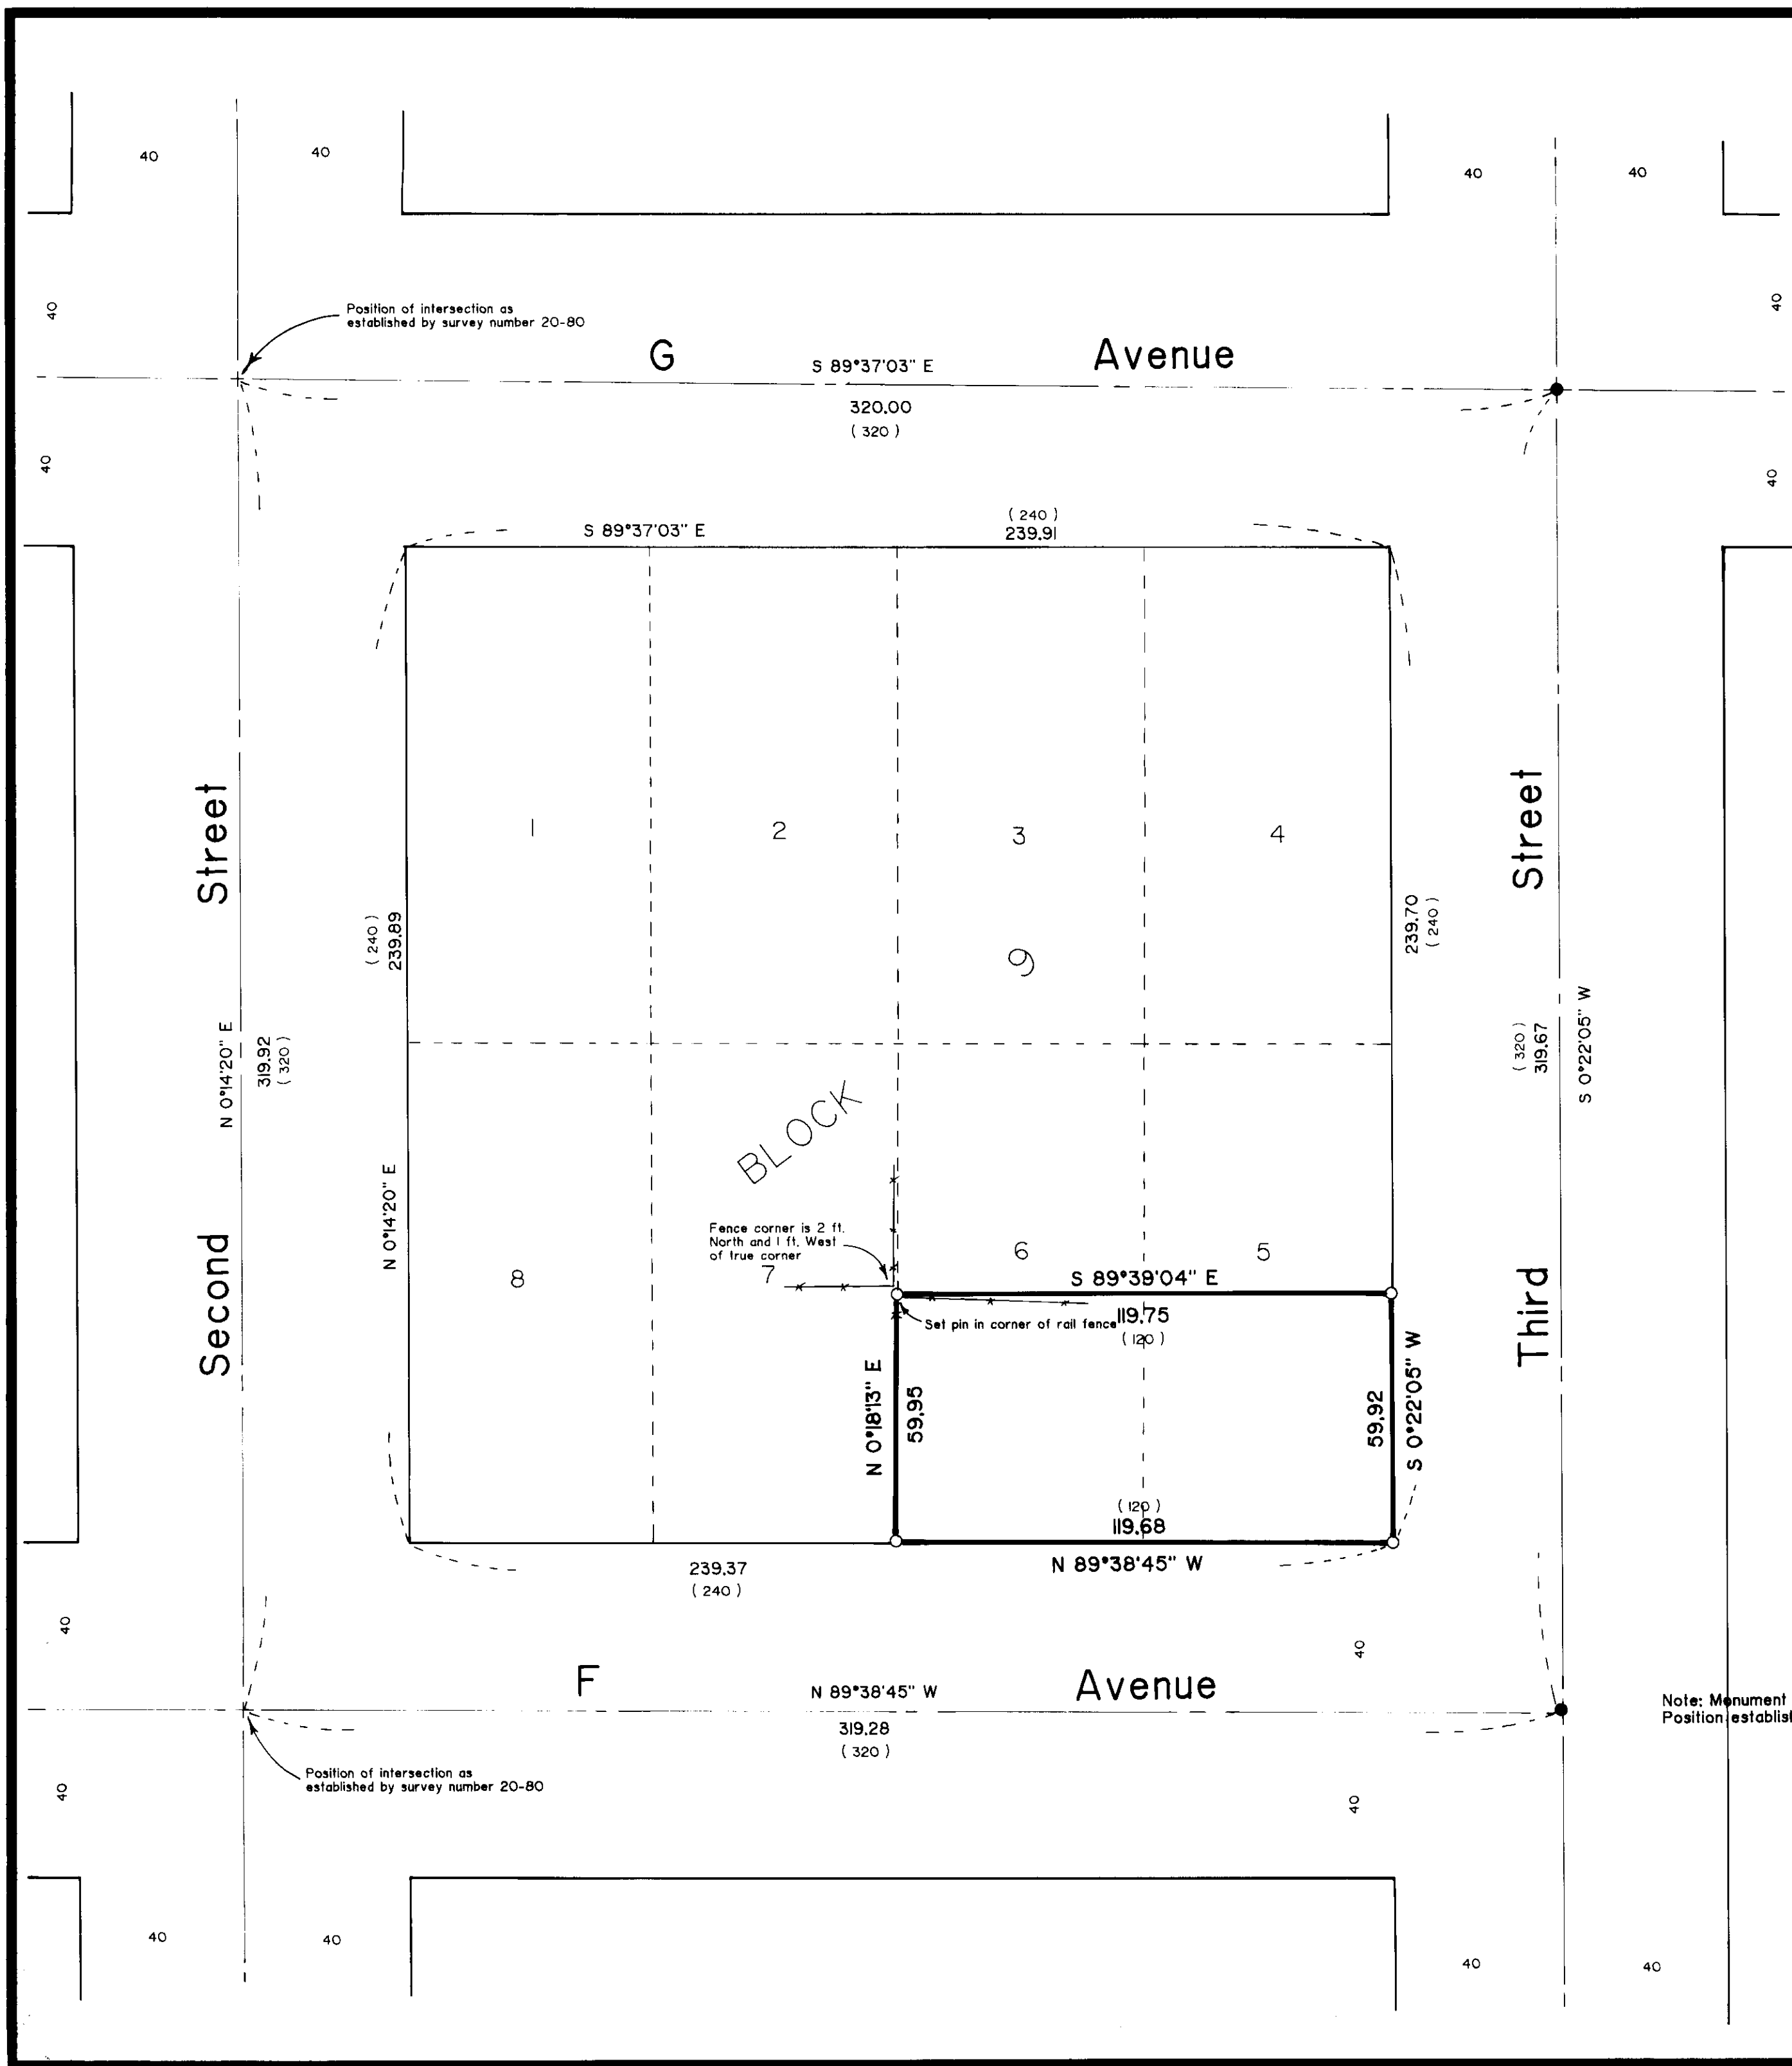 40
40
40
40
40
40
Position of intersection as
established by survey number 20-80
G Avenue
S 89°37'03" E
320.00
( 320 )
40
40
S 89°37'03" E
( 240 )
239.91
Second Street
N 0°14'20" E
319.92
( 320 )
( 240 )
239.89
N 0°14'20" E
1
2
3
4
9
BLOCK
239.70
( 240 )
Third Street
( 320 )
319.67
S 0°22'05" W
Fence corner is 2 ft.
North and 1 ft. West
of true corner
8
7
6
5
S 89°39'04" E
119.75
( 120 )
Set pin in corner of rail fence
N 0°18'13" E
59.95
59.92
S 0°22'05" W
( 120 )
119.68
N 89°38'45" W
239.37
( 240 )
40
40
F Avenue
N 89°38'45" W
319.28
( 320 )
Note: Monument
Position establis
Position of intersection as
established by survey number 20-80
40
40
40
40
40
40